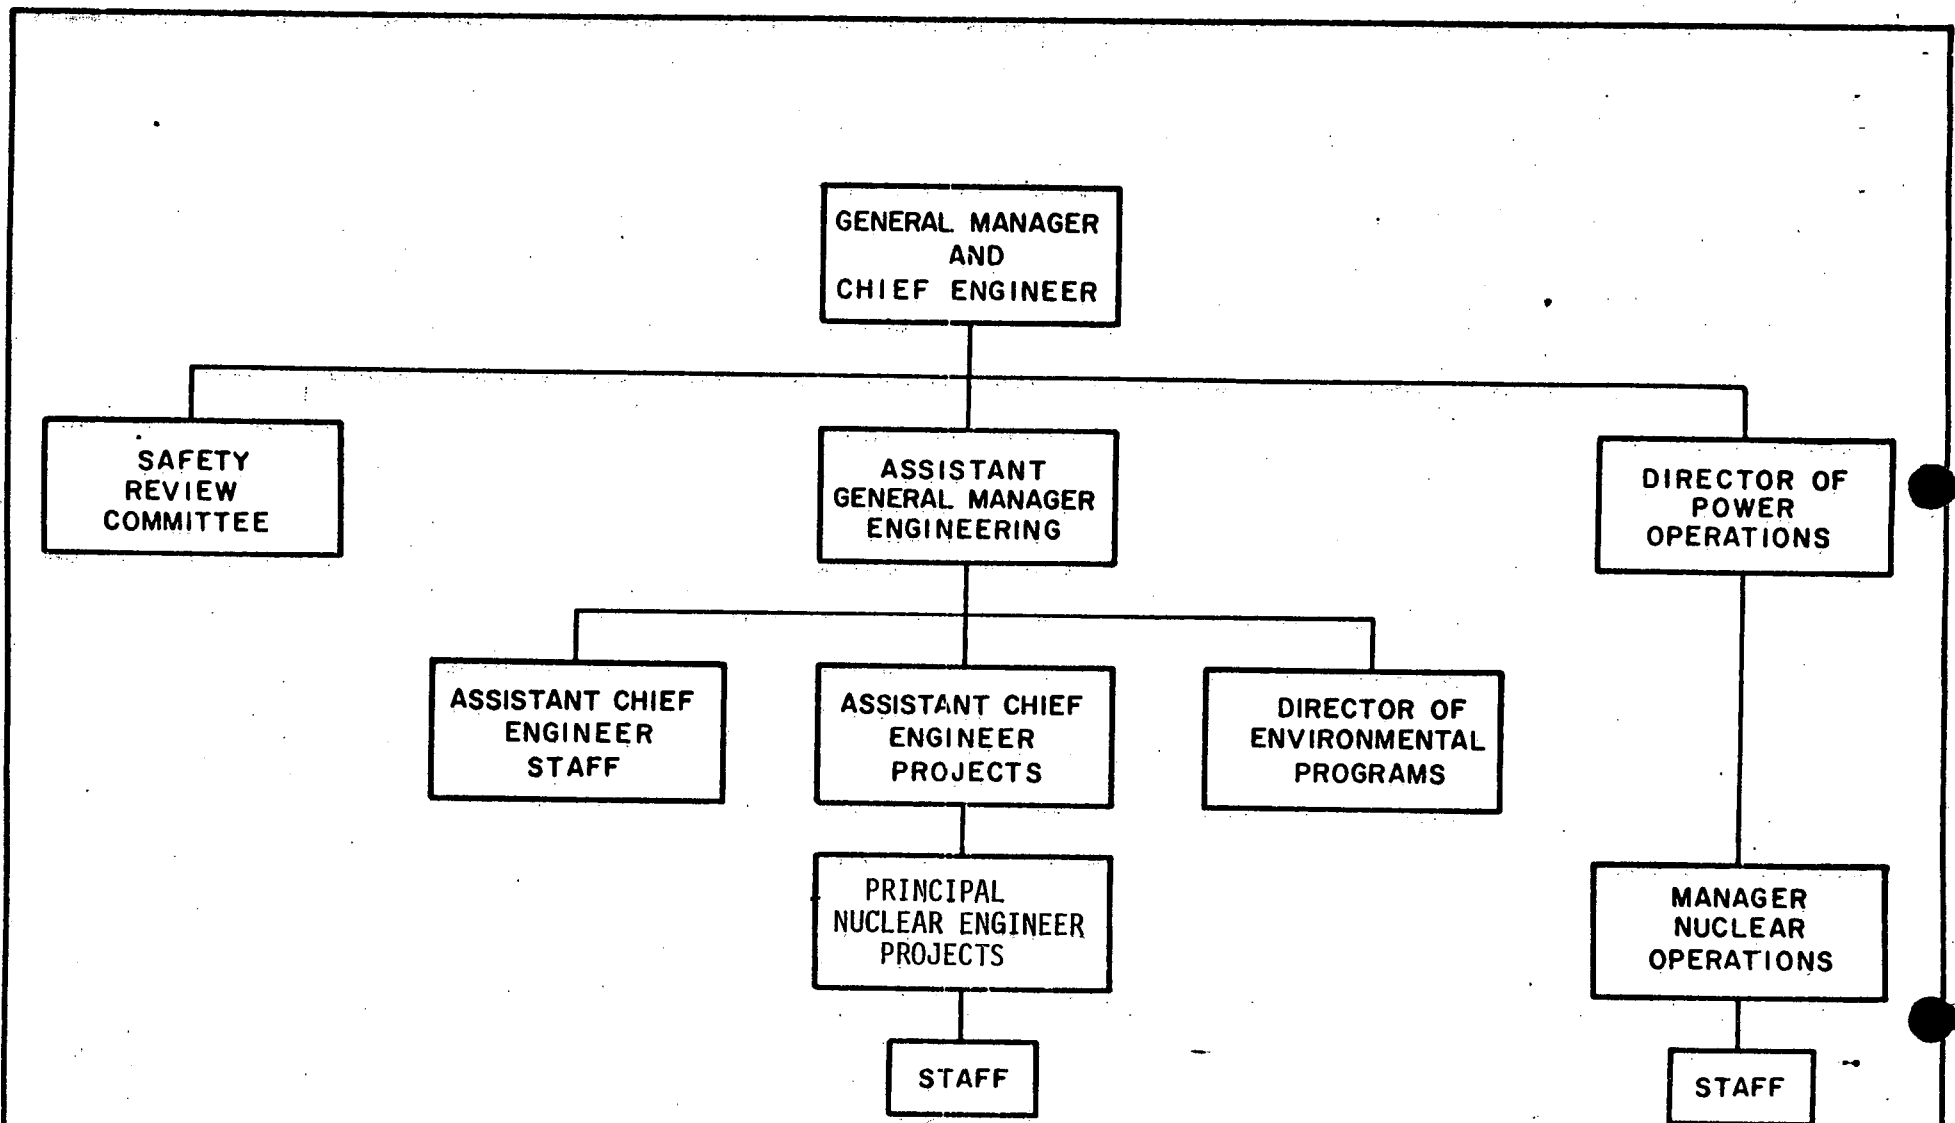 GENERAL MANAGER
AND
CHIEF ENGINEER
SAFETY
REVIEW
COMMITTEE
ASSISTANT
GENERAL MANAGER
ENGINEERING
DIRECTOR OF
POWER
OPERATIONS
ASSISTANT CHIEF
ENGINEER
STAFF
ASSISTANT CHIEF
ENGINEER
PROJECTS
DIRECTOR OF
ENVIRONMENTAL
PROGRAMS
PRINCIPAL
NUCLEAR ENGINEER
PROJECTS
MANAGER
NUCLEAR
OPERATIONS
STAFF
STAFF